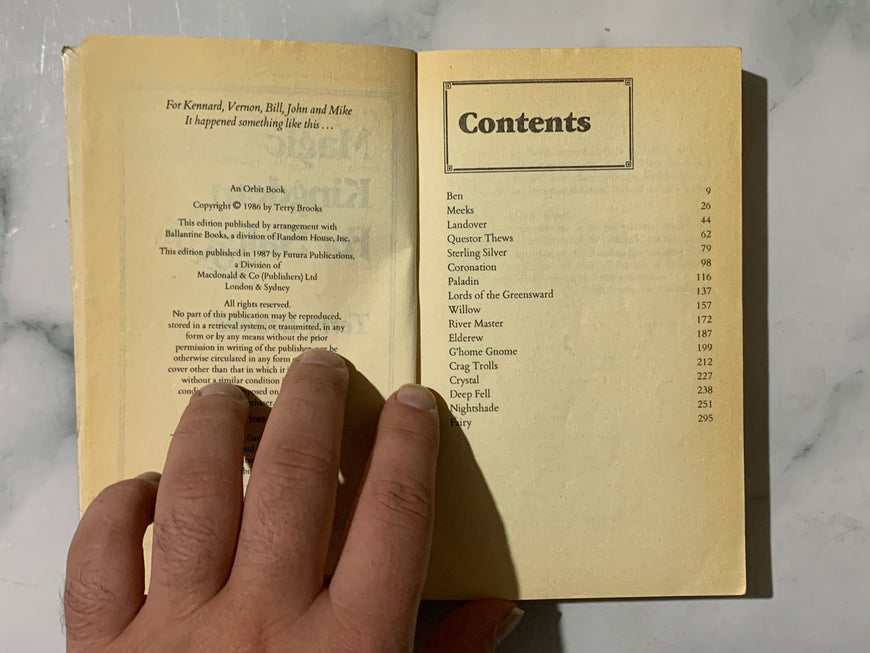 For Kennard, Vernon, Bill, John and Mike
It happened something like this ...
An Orbit Book
Copyright © 1986 by Terry Brooks
This edition published by arrangement with
Ballantine Books, a division of Random House, Inc.
This edition published in 1987 by Futura Publications,
a Division of
Macdonald & Co (Publishers) Ltd
London & Sydney
All rights reserved.
No part of this publication may be reproduced,
stored in a retrieval system, or transmitted, in any
form or by any means without the prior
permission in writing of the publisher, nor be
otherwise circulated in any form
cover other than that in which it
without a similar condition
Contents
Ben 9
Meeks 26
Landover 44
Questor Thews 62
Sterling Silver 79
Coronation 98
Paladin 116
Lords of the Greensward 137
Willow 157
River Master 172
Elderew 187
G'home Gnome 199
Crag Trolls 212
Crystal 227
Deep Fell 238
Nightshade 251
Fairy 295